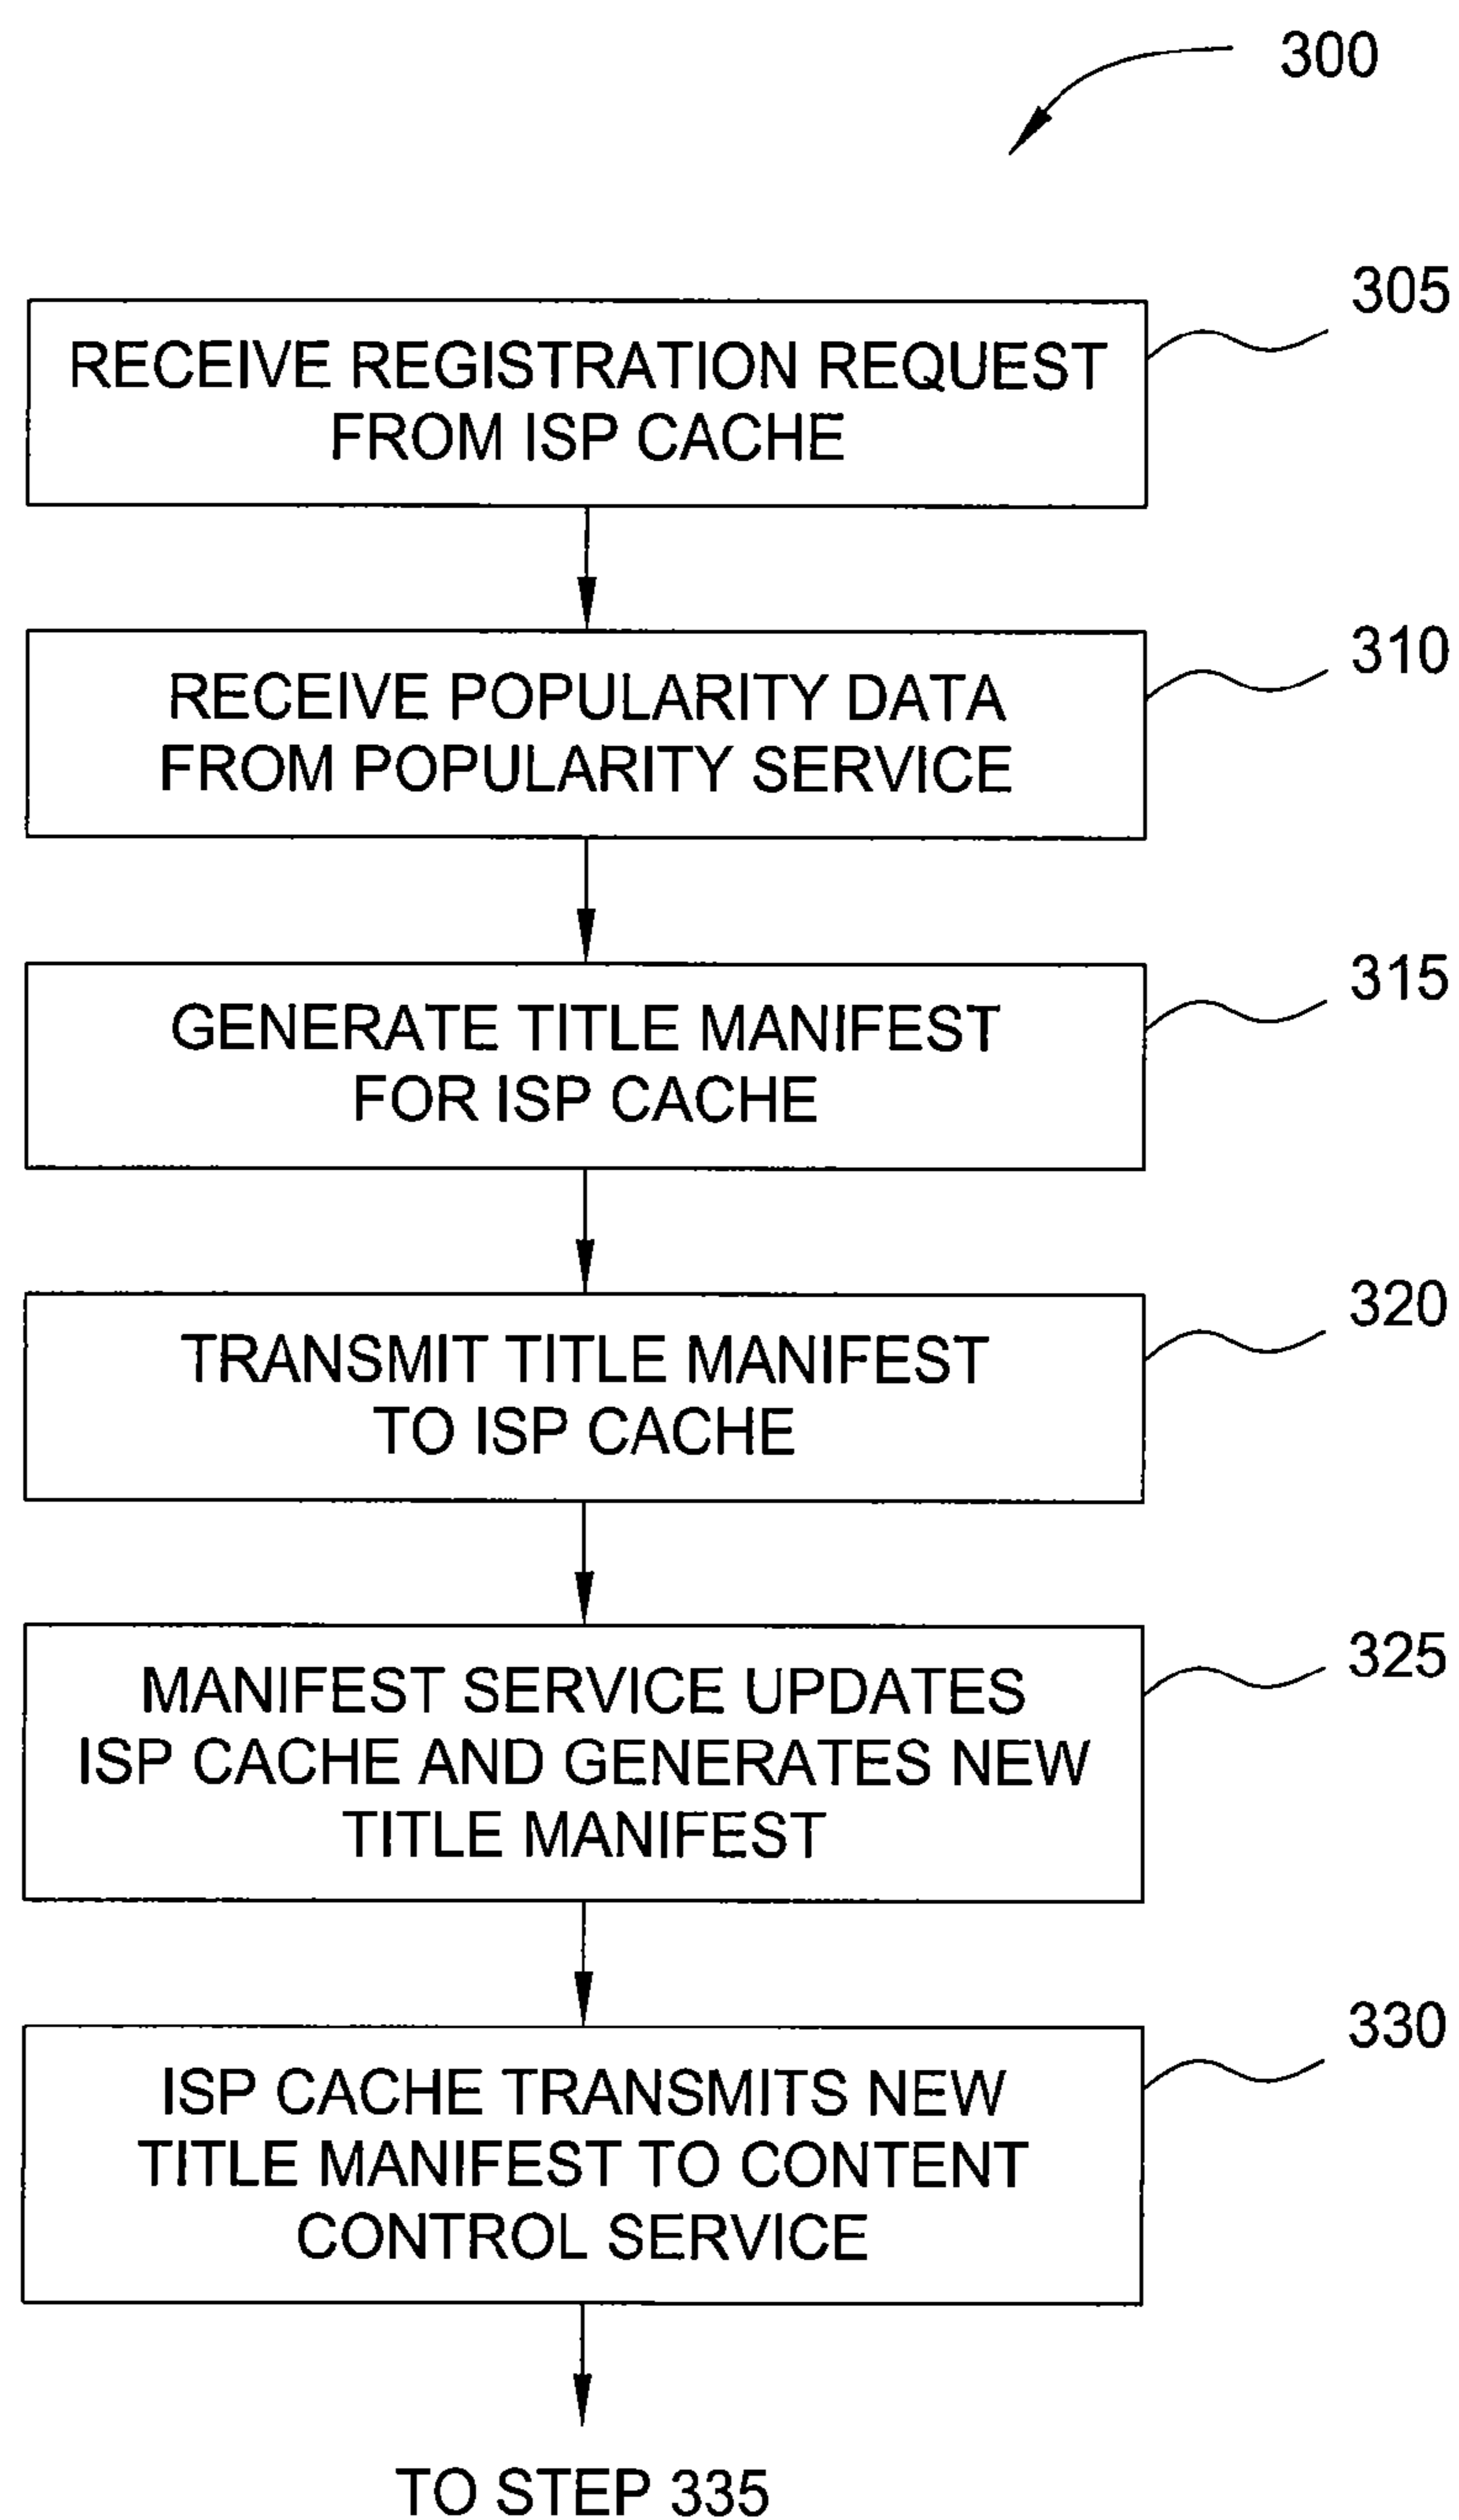 300
305
RECEIVE REGISTRATION REQUEST
FROM ISP CACHE
310
RECEIVE POPULARITY DATA
FROM POPULARITY SERVICE
315
GENERATE TITLE MANIFEST
FOR ISP CACHE
320
TRANSMIT TITLE MANIFEST
TO ISP CACHE
325
MANIFEST SERVICE UPDATES
ISP CACHE AND GENERATES NEW
TITLE MANIFEST
330
ISP CACHE TRANSMITS NEW
TITLE MANIFEST TO CONTENT
CONTROL SERVICE
TO STEP 335